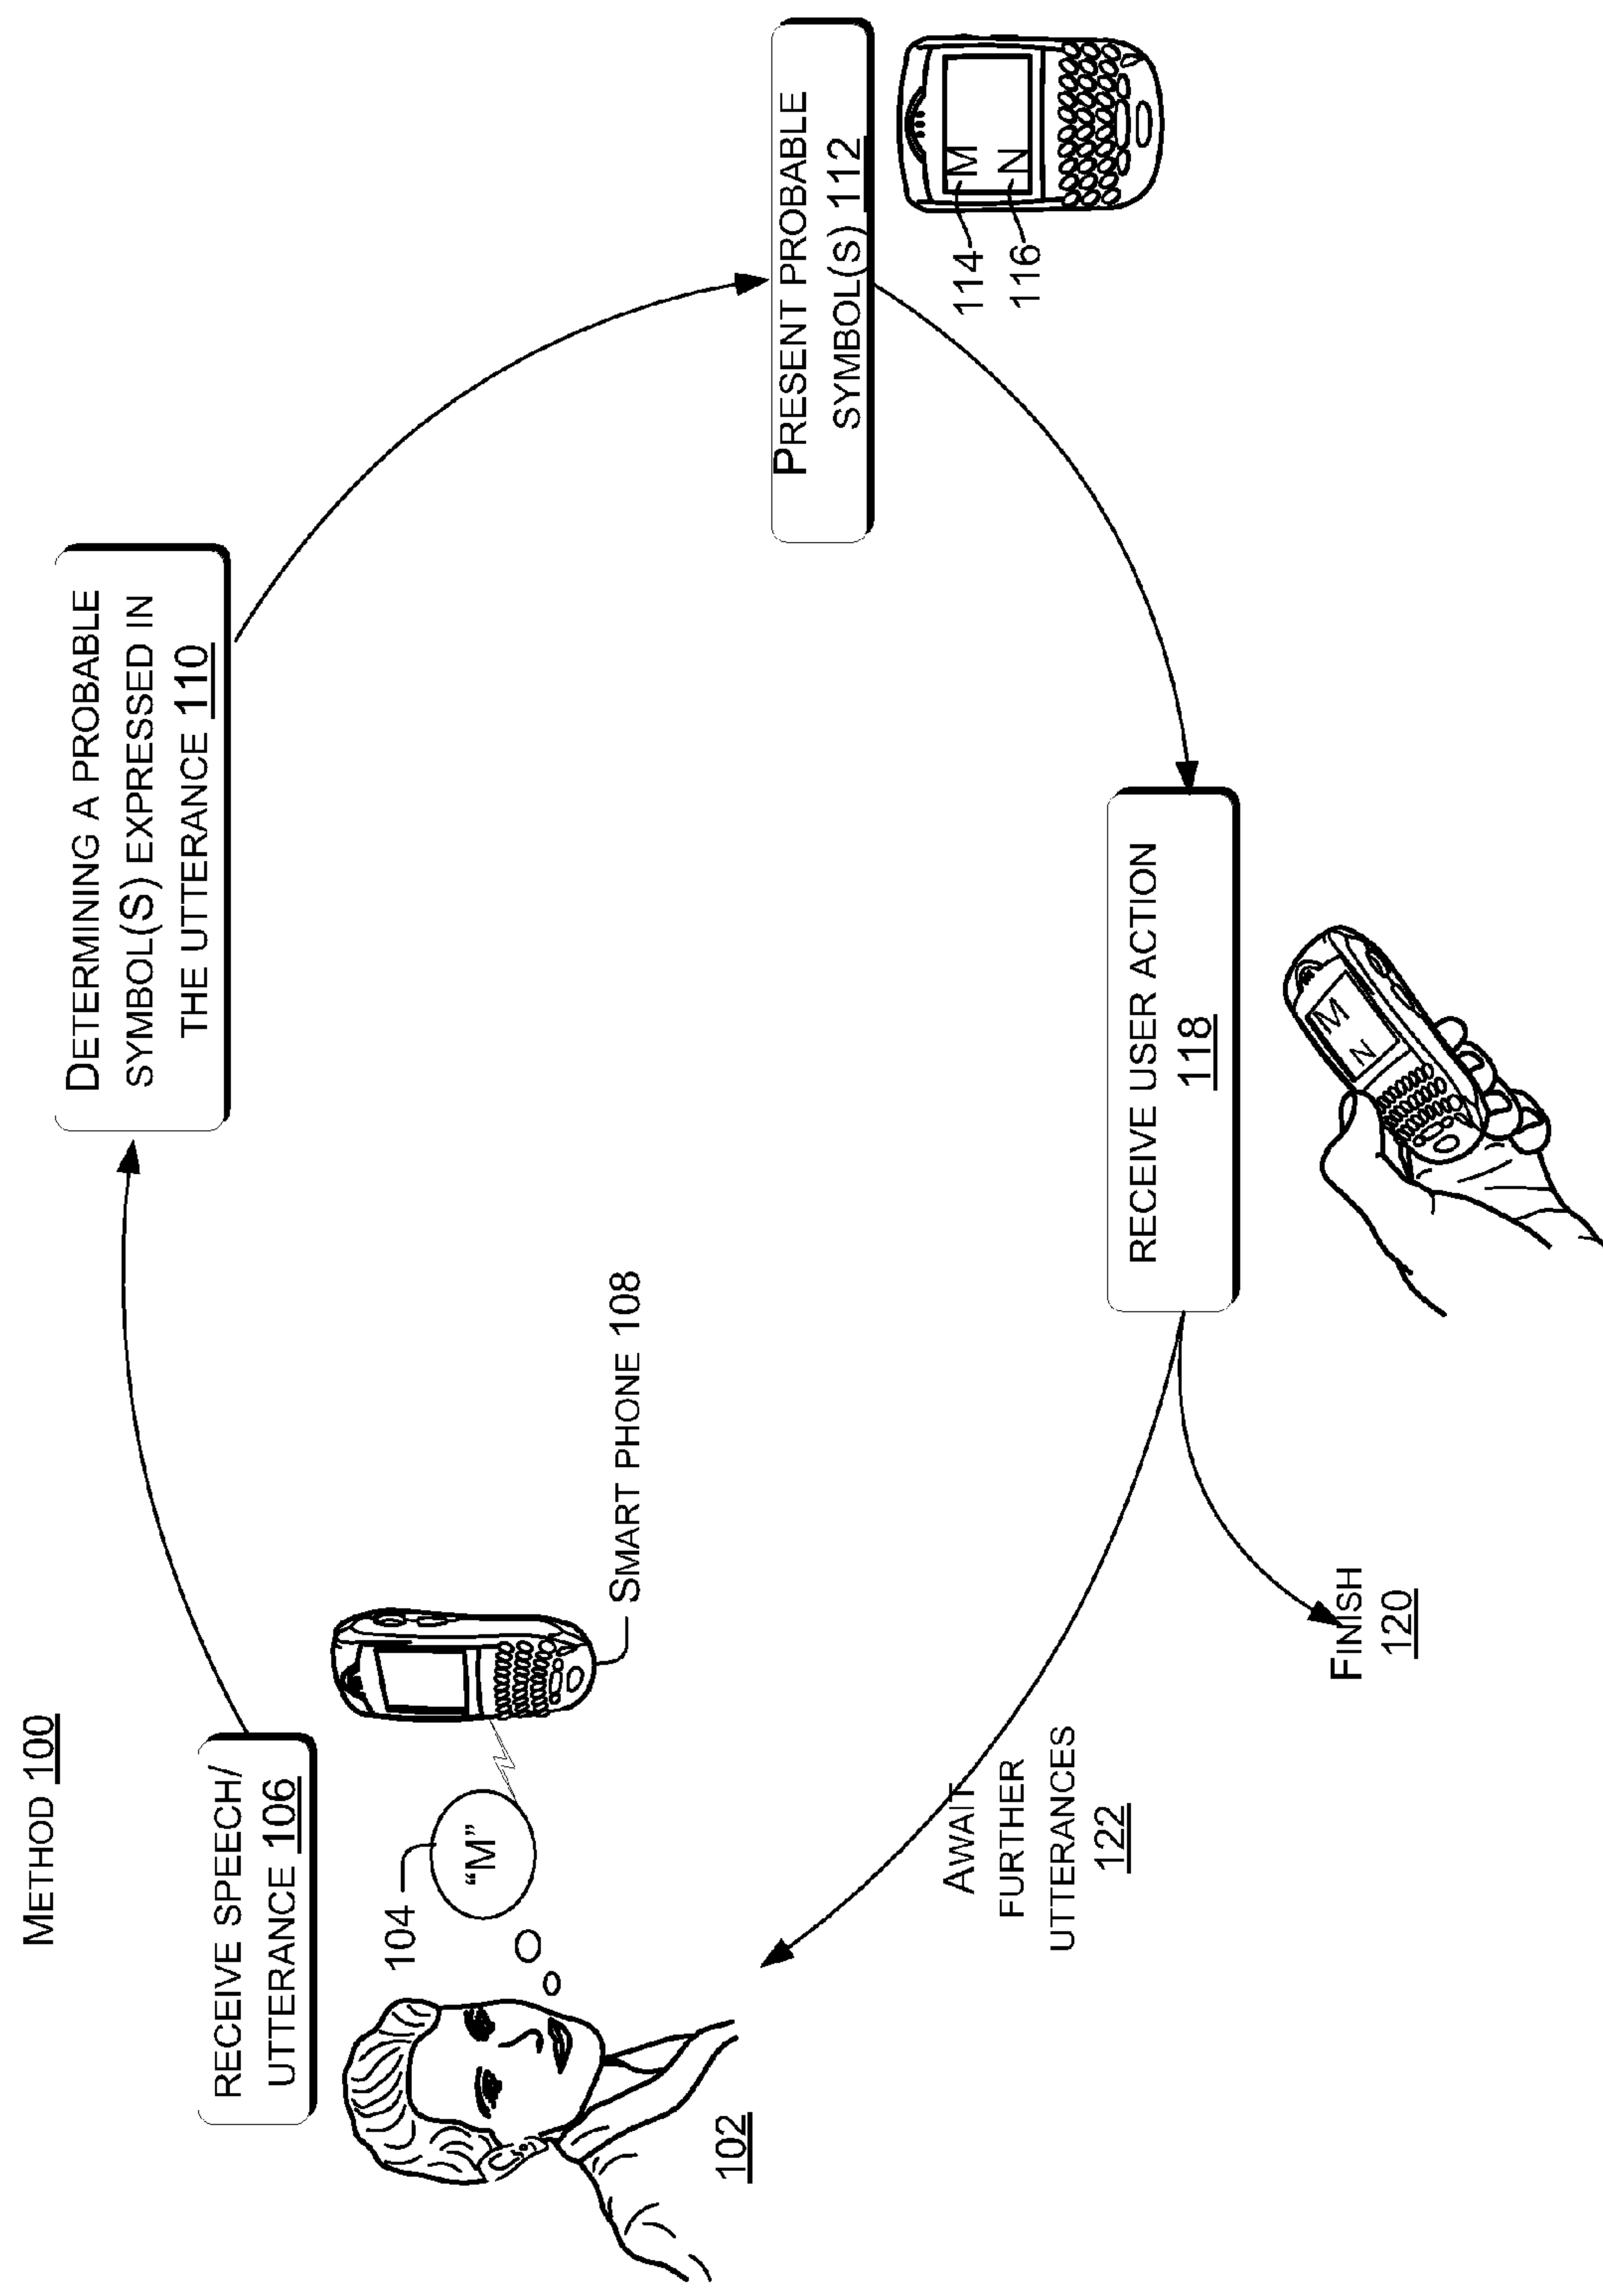 METHOD 100
RECEIVE SPEECH/
UTTERANCE 106
104
“M”
SMART PHONE 108
102
DETERMINING A PROBABLE
SYMBOL(S) EXPRESSED IN
THE UTTERANCE 110
PRESENT PROBABLE
SYMBOL(S) 112
114
M
116
N
RECEIVE USER ACTION
118
M
N
FINISH
120
AWAIT
FURTHER
UTTERANCES
122